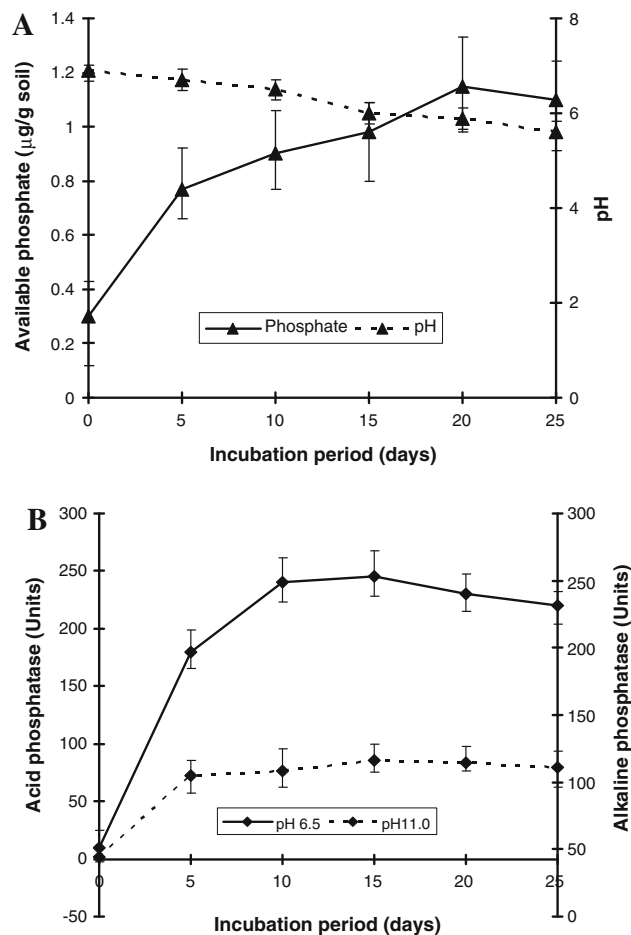 A
1.4
1.2
1
0.8
0.6
0.4
0.2
0
8
6
4
2
0
Available phosphate (µg/g soil)
pH
Phosphate pH
0 5 10 15 20 25
Incubation period (days)
B
300
250
200
150
100
50
0
-50
300
250
200
150
100
50
0
Acid phosphatase (Units)
Alkaline phosphatase (Units)
pH 6.5 pH11.0
0 5 10 15 20 25
Incubation period (days)